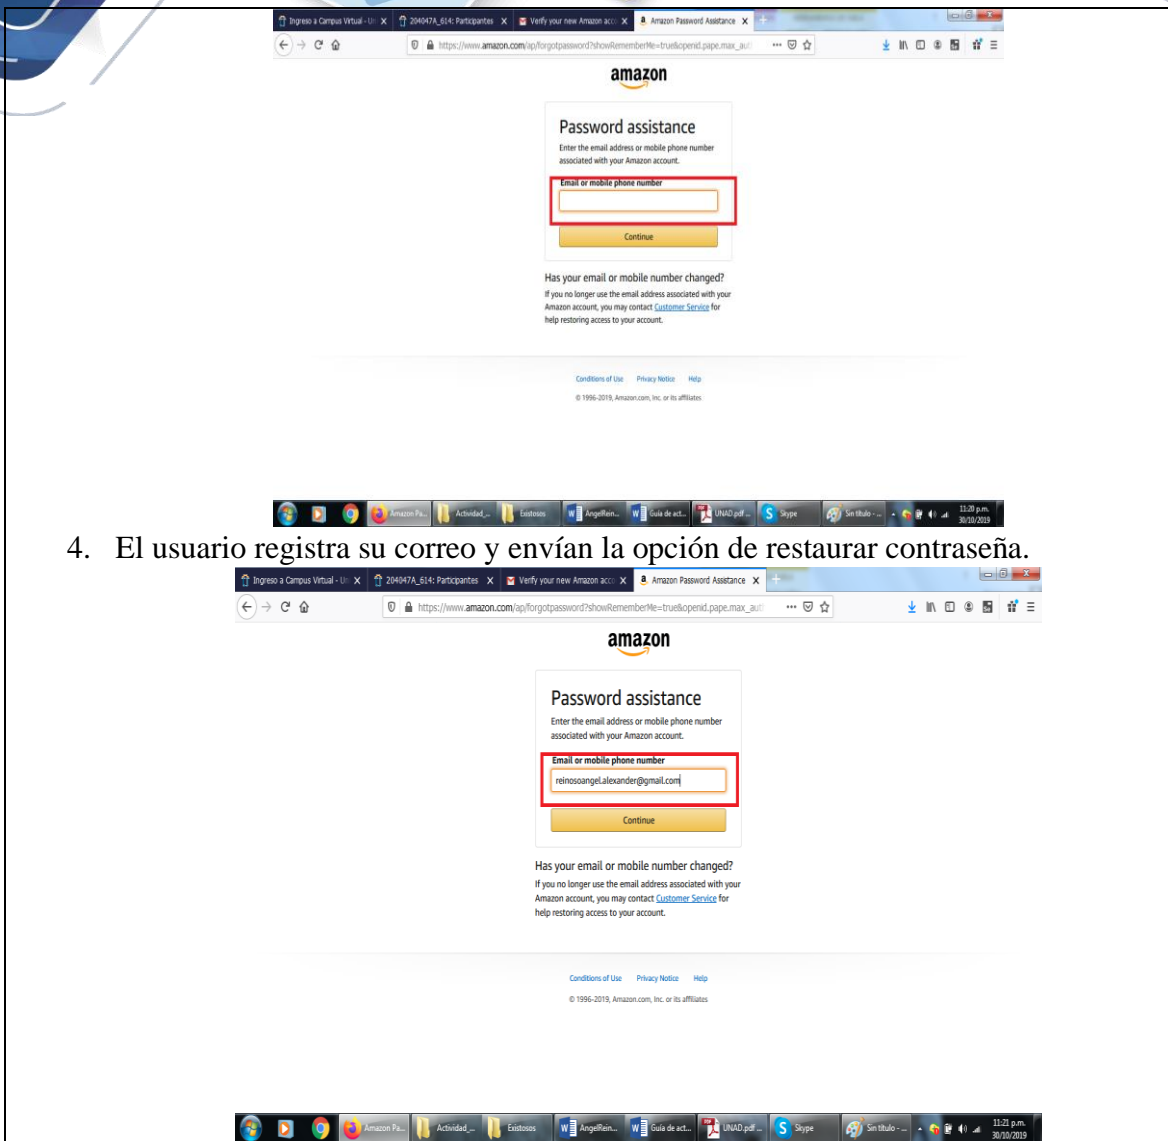 Ingreso a Campus Virtual - Un X 204047A_614: Participantes X Verify your new Amazon acco X Amazon Password Assistance X +
https://www.amazon.com/ap/forgotpassword?showRememberMe=true&openid.pape.max_aut
amazon
Password assistance
Enter the email address or mobile phone number
associated with your Amazon account.
Email or mobile phone number
Continue
Has your email or mobile number changed?
If you no longer use the email address associated with your
Amazon account, you may contact Customer Service for
help restoring access to your account.
Conditions of Use Privacy Notice Help
© 1996-2019, Amazon.com, Inc. or its affiliates
Amazon Pa... Actividad_... Existosos AngelRein... Guia de act... UNAD.pdf ... Skype Sin título - ... 11:20 p.m.
30/10/2019
4. El usuario registra su correo y envían la opción de restaurar contraseña.
Ingreso a Campus Virtual - Un X 204047A_614: Participantes X Verify your new Amazon acco X Amazon Password Assistance X +
https://www.amazon.com/ap/forgotpassword?showRememberMe=true&openid.pape.max_aut
amazon
Password assistance
Enter the email address or mobile phone number
associated with your Amazon account.
Email or mobile phone number
reinosoangel.alexander@gmail.com
Continue
Has your email or mobile number changed?
If you no longer use the email address associated with your
Amazon account, you may contact Customer Service for
help restoring access to your account.
Conditions of Use Privacy Notice Help
© 1996-2019, Amazon.com, Inc. or its affiliates
Amazon Pa... Actividad_... Existosos AngelRein... Guia de act... UNAD.pdf ... Skype Sin título - ... 11:21 p.m.
30/10/2019